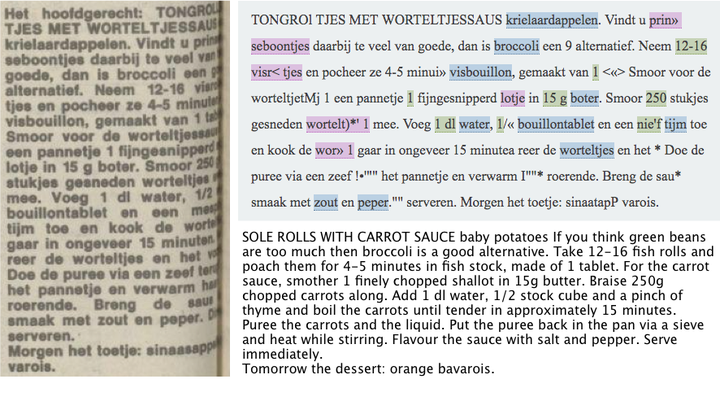 Het hoofdgerecht: TONGROL
TJES MET WORTELTJESSAUS
krielaardappelen. Vindt u prin
seboontjes daarbij te veel van
goede, dan is broccoli een g
alternatief. Neem 12-16 visr
tjes en pocheer ze 4-5 minute
visbouillon, gemaakt van 1 ta
Smoor voor de worteltjessau
een pannetje 1 fijngesnipperd
lotje in 15 g boter. Smoor 250
stukjes gesneden worteltjes
mee. Voeg 1 dl water, 1/2
bouillontablet en een mes
tijm toe en kook de worte
gaar in ongeveer 15 minuten.
reer de worteltjes en het v
Doe de puree via een zeef teru
het pannetje en verwarm ha
roerende. Breng de saus
smaak met zout en peper. Di
serveren.
Morgen het toetje: sinaasappe
varois.
TONGROI TJES MET WORTELTJESSAUS krielaardappelen. Vindt u prin»
seboontjes daarbij te veel van goede, dan is broccoli een 9 alternatief. Neem 12-16
visr< tjes en pocheer ze 4-5 minui» visbouillon, gemaakt van 1 <«> Smoor voor de
worteltjetMj 1 een pannetje 1 fijngesnipperd lotje in 15 g boter. Smoor 250 stukjes
gesneden wortelt)*' 1 mee. Voeg 1 dl water, 1/« bouillontablet en een nie'f tijm toe
en kook de wor» 1 gaar in ongeveer 15 minutea reer de worteltjes en het * Doe de
puree via een zeef !•'""" het pannetje en verwarm I""* roerende. Breng de sau*
smaak met zout en peper."" serveren. Morgen het toetje: sinaatapP varois.
SOLE ROLLS WITH CARROT SAUCE baby potatoes If you think green beans
are too much then broccoli is a good alternative. Take 12-16 fish rolls and
poach them for 4-5 minutes in fish stock, made of 1 tablet. For the carrot
sauce, smother 1 finely chopped shallot in 15g butter. Braise 250g
chopped carrots along. Add 1 dl water, 1/2 stock cube and a pinch of
thyme and boil the carrots until tender in approximately 15 minutes.
Puree the carrots and the liquid. Put the puree back in the pan via a sieve
and heat while stirring. Flavour the sauce with salt and pepper. Serve
immediately.
Tomorrow the dessert: orange bavarois.